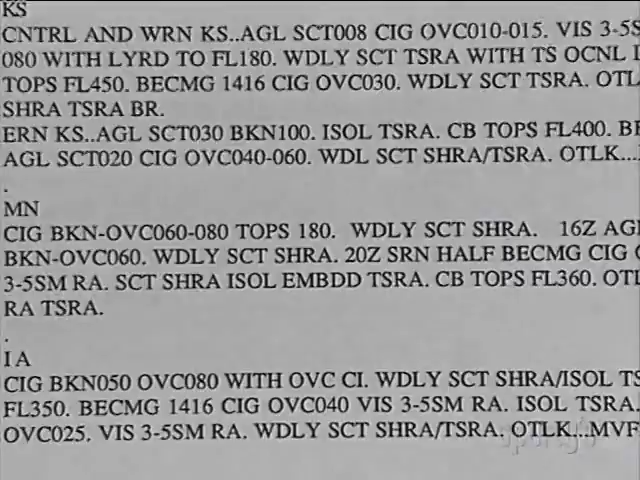 KS
CNTRL AND WRN KS..AGL SCT008 CIG OVC010-015. VIS 3-5S
080 WITH LYRD TO FL180. WDLY SCT TSRA WITH TS OCNL
TOPS FL450. BECMG 1416 CIG OVC030. WDLY SCT TSRA. OTL
SHRA TSRA BR.
ERN KS..AGL SCT030 BKN100. ISOL TSRA. CB TOPS FL400. BE
AGL SCT020 CIG OVC040-060. WDL SCT SHRA/TSRA. OTLK...
.
MN
CIG BKN-OVC060-080 TOPS 180. WDLY SCT SHRA. 16Z AG
BKN-OVC060. WDLY SCT SHRA. 20Z SRN HALF BECMG CIG
3-5SM RA. SCT SHRA ISOL EMBDD TSRA. CB TOPS FL360. OTL
RA TSRA.
.
IA
CIG BKN050 OVC080 WITH OVC CI. WDLY SCT SHRA/ISOL TS
FL350. BECMG 1416 CIG OVC040 VIS 3-5SM RA. ISOL TSRA.
OVC025. VIS 3-5SM RA. WDLY SCT SHRA/TSRA. OTLK...MVF